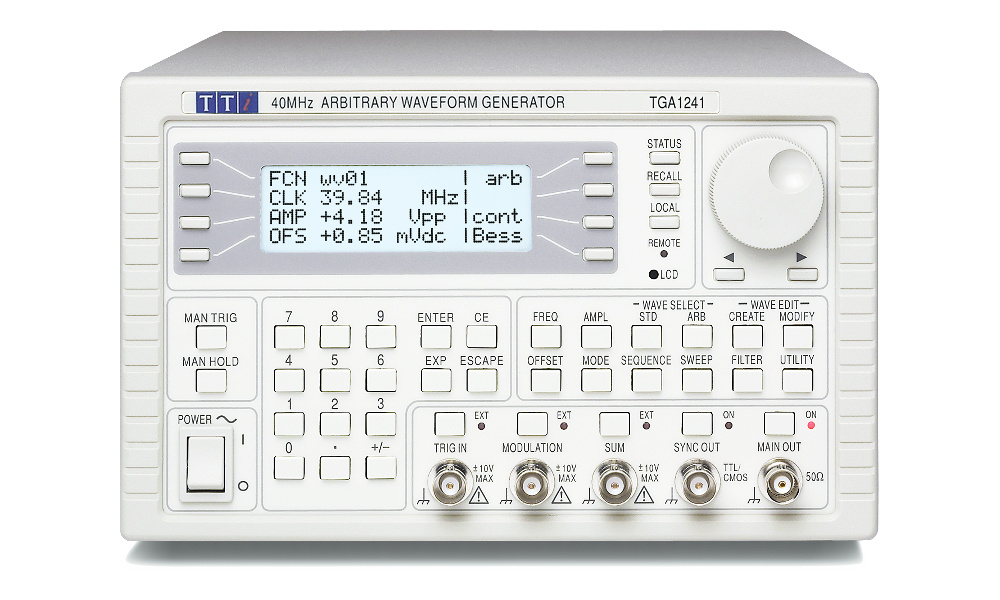 TTi 40MHz ARBITRARY WAVEFORM GENERATOR TGA1241
FCN wv01 | arb
CLK 39.84 MHz|
AMP +4.18 Vpp |cont
OFS +0.85 mVdc |Bess
STATUS
RECALL
LOCAL
REMOTE
LCD
MAN TRIG
MAN HOLD
7 8 9 ENTER CE
4 5 6 EXP ESCAPE
1 2 3
0 . +/−
− WAVE SELECT − − WAVE EDIT −
FREQ AMPL STD ARB CREATE MODIFY
OFFSET MODE SEQUENCE SWEEP FILTER UTILITY
POWER
I
O
EXT EXT EXT ON ON
TRIG IN MODULATION SUM SYNC OUT MAIN OUT
±10V MAX
±10V MAX
±10V MAX
TTL/ CMOS
50Ω